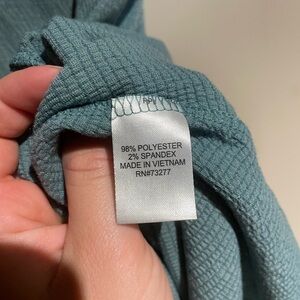 98% POLYESTER
2% SPANDEX
MADE IN VIETNAM
RN#73277